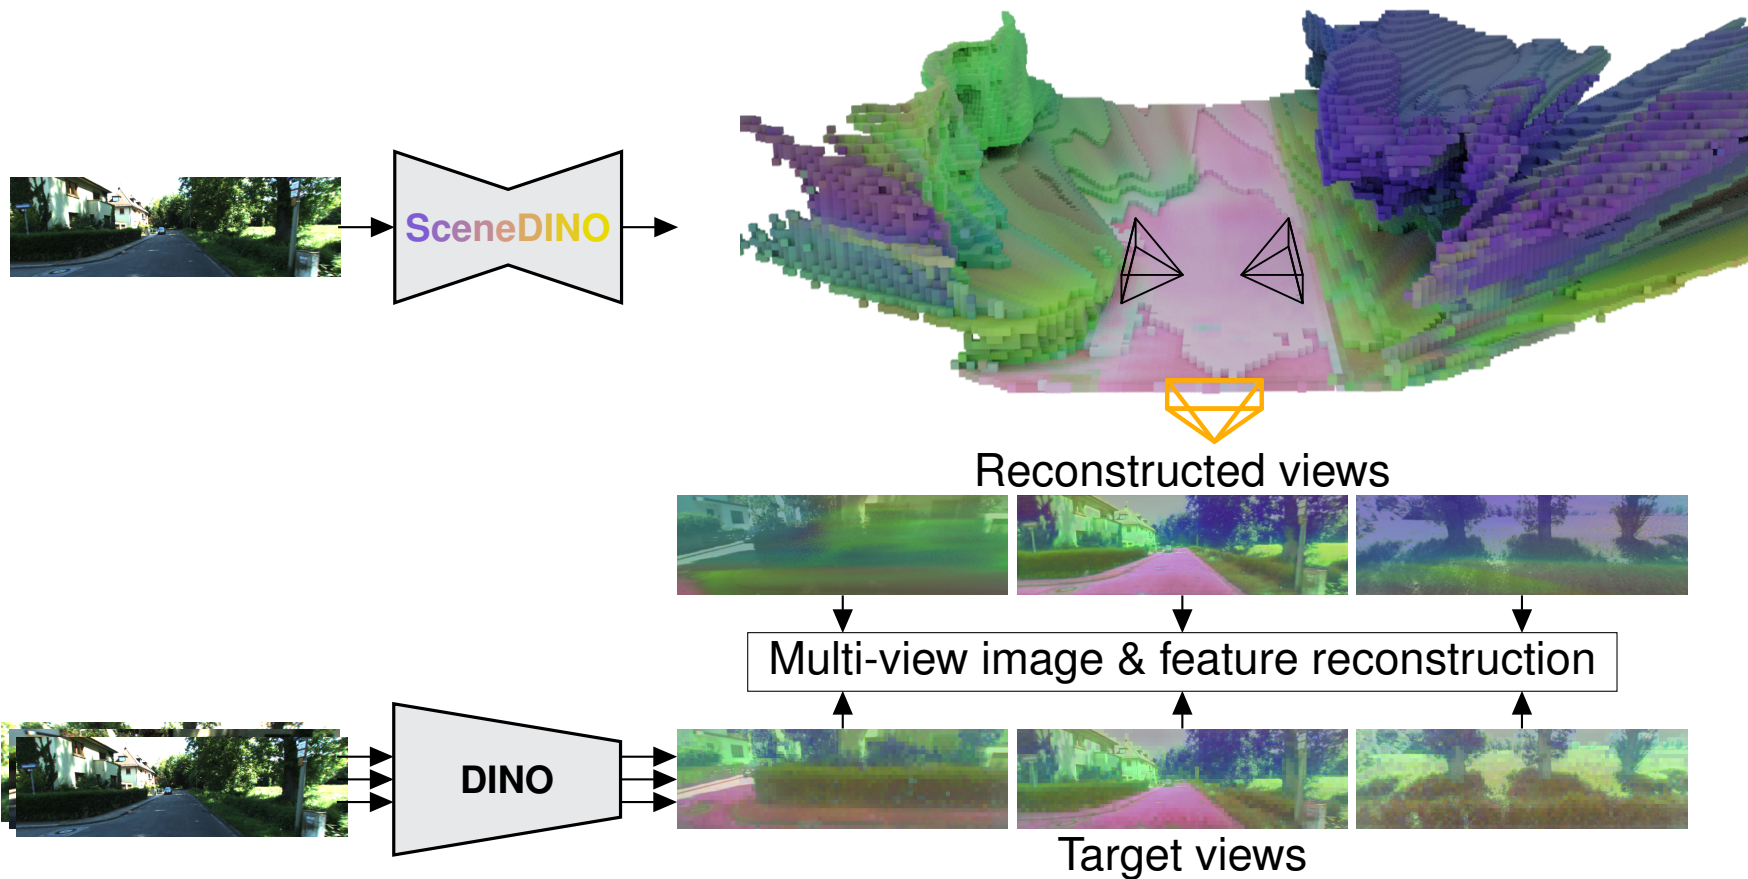 SceneDINO
Reconstructed views
Multi-view image & feature reconstruction
DINO
Target views